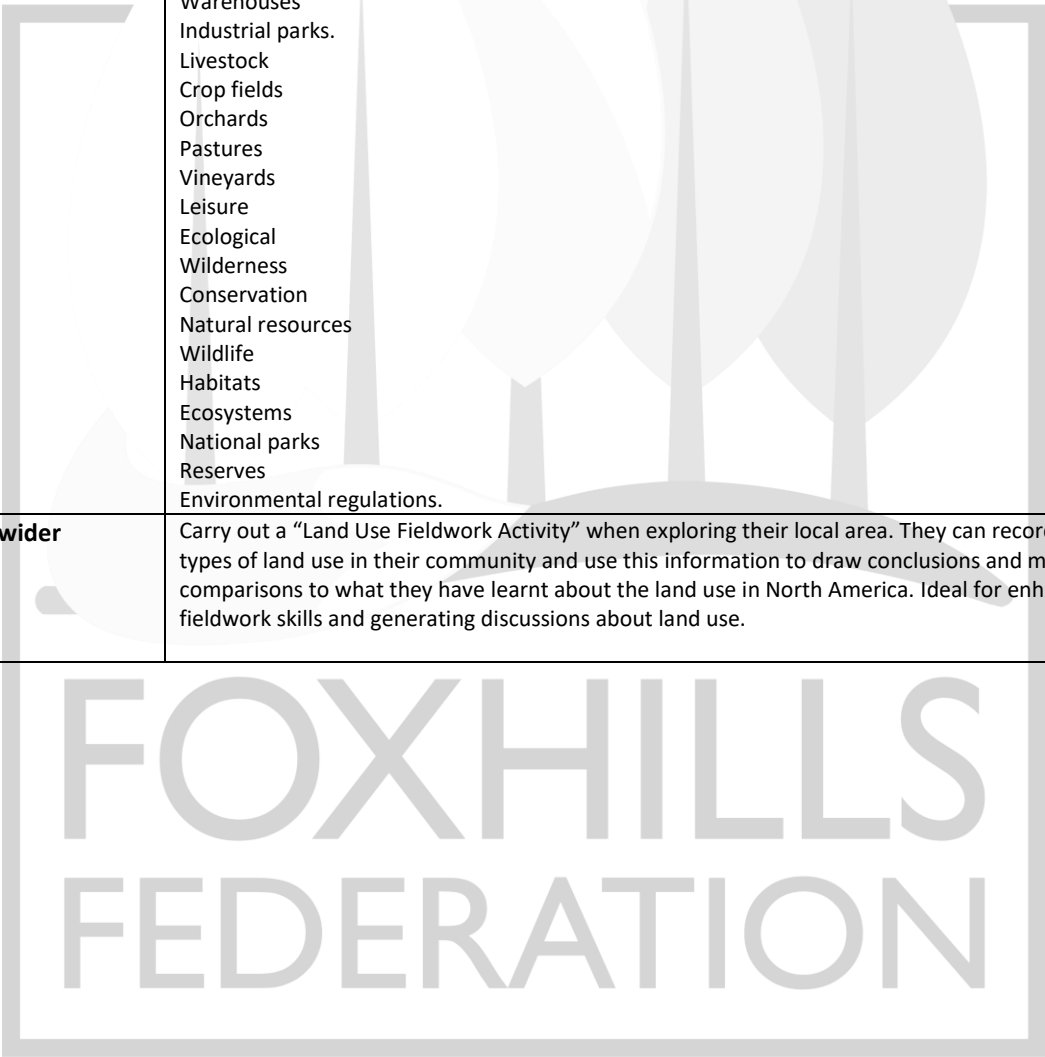 Warehouses
Industrial parks.
Livestock
Crop fields
Orchards
Pastures
Vineyards
Leisure
Ecological
Wilderness
Conservation
Natural resources
Wildlife
Habitats
Ecosystems
National parks
Reserves
Environmental regulations.
wider
Carry out a “Land Use Fieldwork Activity” when exploring their local area. They can
types of land use in their community and use this information to draw conclusions and
comparisons to what they have learnt about the land use in North America. Ideal for
fieldwork skills and generating discussions about land use.
FOXHILLS
FEDERATION